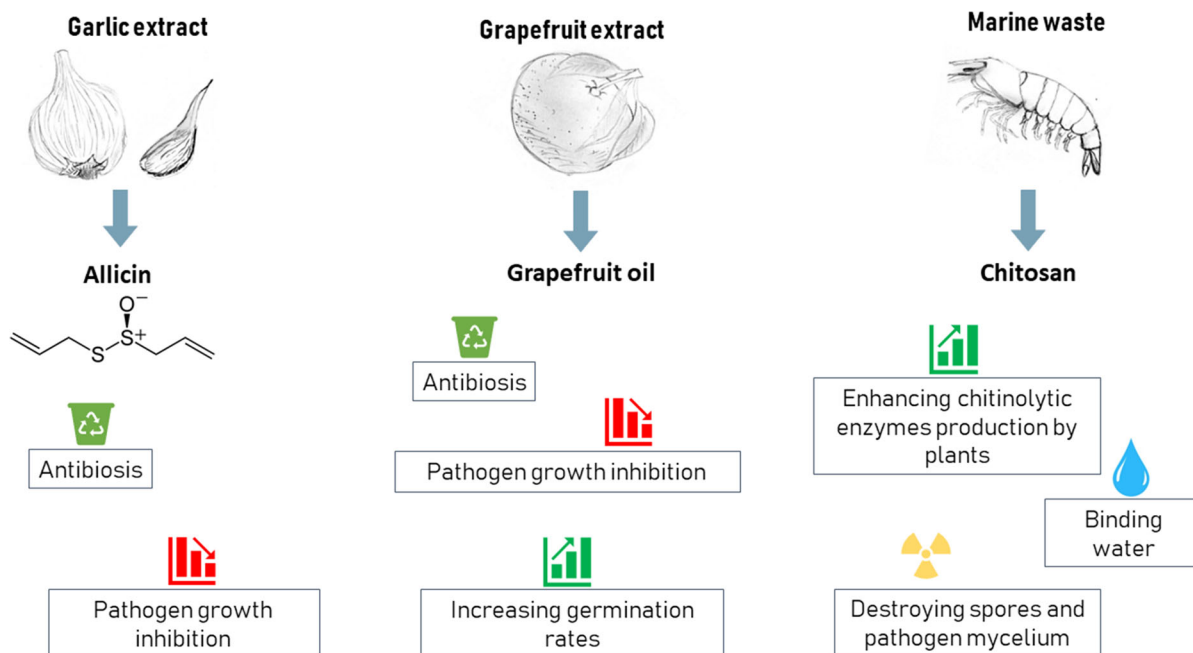 Garlic extract
Grapefruit extract
Marine waste
Allicin
O−
S
S+
Antibiosis
Pathogen growth
inhibition
Grapefruit oil
Antibiosis
Pathogen growth inhibition
Increasing germination
rates
Chitosan
Enhancing chitinolytic
enzymes production by
plants
Binding
water
Destroying spores and
pathogen mycelium